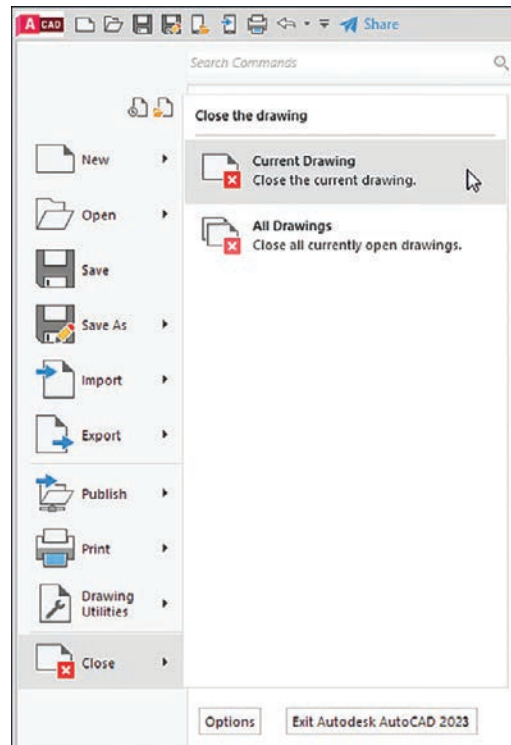 A CAD Share
Search Commands
Close the drawing
New
Current Drawing
Close the current drawing.
Open
All Drawings
Close all currently open drawings.
Save
Save As
Import
Export
Publish
Print
Drawing
Utilities
Close
Options Exit Autodesk AutoCAD 2023